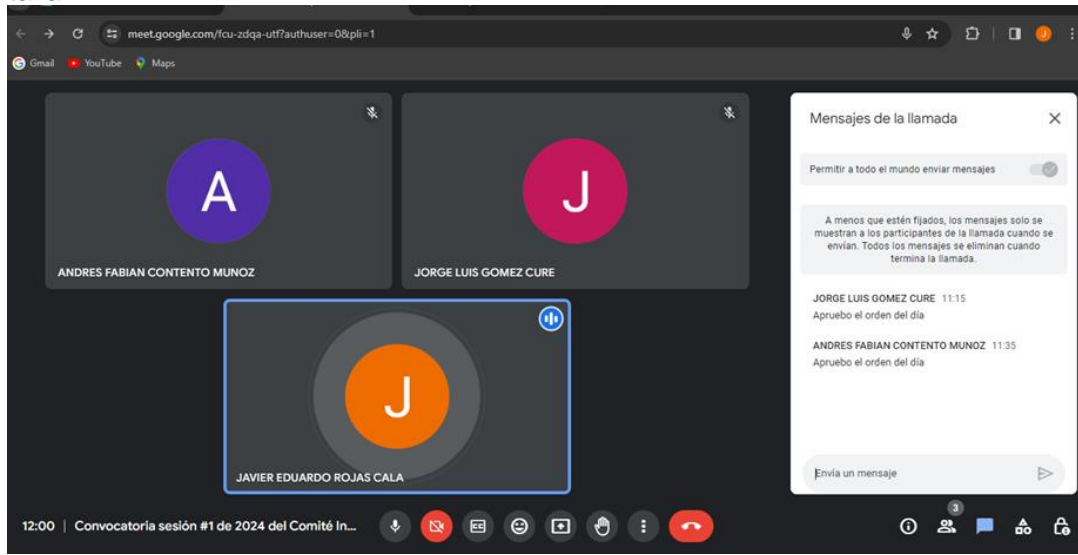 meet.google.com/fcu-zdqa-utf?authuser=0&pli=1
J
Gmail YouTube Maps
A
ANDRES FABIAN CONTENTO MUNOZ
J
JORGE LUIS GOMEZ CURE
J
JAVIER EDUARDO ROJAS CALA
Mensajes de la llamada
Permitir a todo el mundo enviar mensajes
A menos que estén fijados, los mensajes solo se
muestran a los participantes de la llamada cuando se
envían. Todos los mensajes se eliminan cuando
termina la llamada.
JORGE LUIS GOMEZ CURE 11:15
Apruebo el orden del día
ANDRES FABIAN CONTENTO MUNOZ 11:35
Apruebo el orden del día
Envía un mensaje
12:00 | Convocatoria sesión #1 de 2024 del Comité In...
3